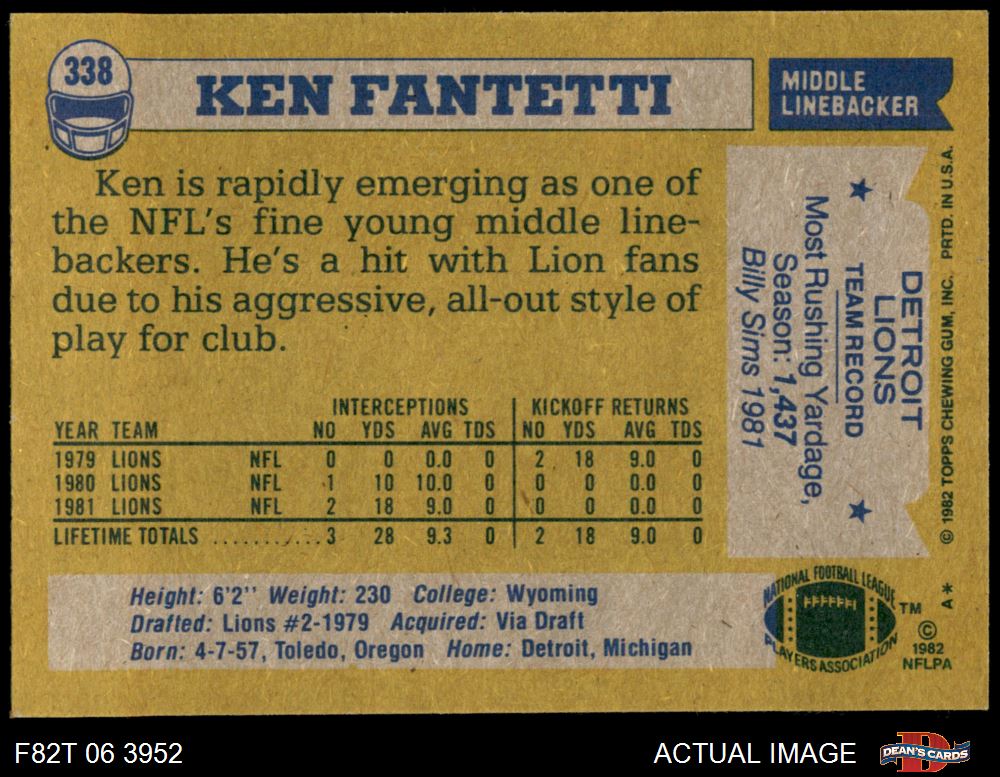 338
KEN FANTETTI
MIDDLE
LINEBACKER
Ken is rapidly emerging as one of
the NFL's fine young middle line-
backers. He's a hit with Lion fans
due to his aggressive, all-out style of
play for club.
INTERCEPTIONS KICKOFF RETURNS
YEAR TEAM NO YDS AVG TDS NO YDS AVG TDS
1979 LIONS NFL 0 0 0.0 0 2 18 9.0 0
1980 LIONS NFL 1 10 10.0 0 0 0 0.0 0
1981 LIONS NFL 2 18 9.0 0 0 0 0.0 0
LIFETIME TOTALS ............ 3 28 9.3 0 2 18 9.0 0
Height: 6'2" Weight: 230 College: Wyoming
Drafted: Lions #2-1979 Acquired: Via Draft
Born: 4-7-57, Toledo, Oregon Home: Detroit, Michigan
DETROIT
LIONS
TEAM RECORD
Most Rushing Yardage,
Season: 1,437
Billy Sims 1981
© 1982 TOPPS CHEWING GUM, INC. PRTD. IN U.S.A.
A*
NATIONAL FOOTBALL LEAGUE
PLAYERS ASSOCIATION
TM
©
1982
NFLPA
F82T 06 3952
ACTUAL IMAGE
D
DEAN'S CARDS